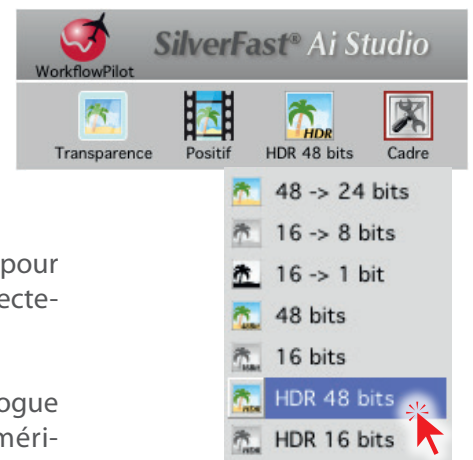 SilverFast® Ai Studio
WorkflowPilot
Transparence Positif HDR 48 bits Cadre
48 -> 24 bits
16 -> 8 bits
pour
16 -> 1 bit
ecte-
48 bits
16 bits
ogue
HDR 48 bits
méri-
HDR 16 bits